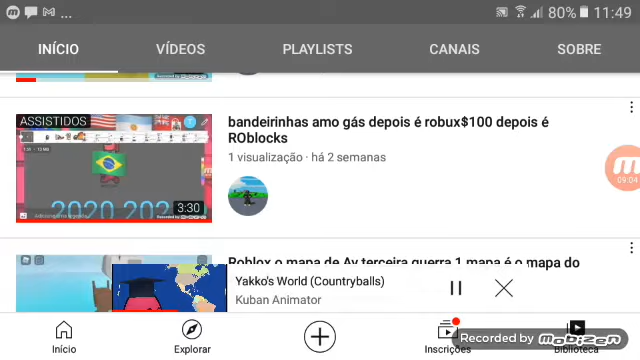 80% 11:49
INÍCIO VÍDEOS PLAYLISTS CANAIS SOBRE
ASSISTIDOS
3:30
2020 202
bandeirinhas amo gás depois é robux$100 depois é
ROblocks
1 visualização · há 2 semanas
09:04
Roblox o mapa de Ay terceira guerra 1 mapa é o mapa do
Yakko's World (Countryballs)
Kuban Animator
Início Explorar Inscrições Biblioteca
Recorded by MOBIZEN